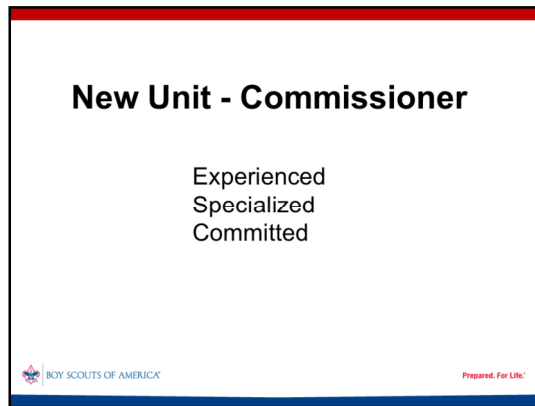 New Unit - Commissioner
Experienced
Specialized
Committed
BOY SCOUTS OF AMERICA®
Prepared. For Life.®